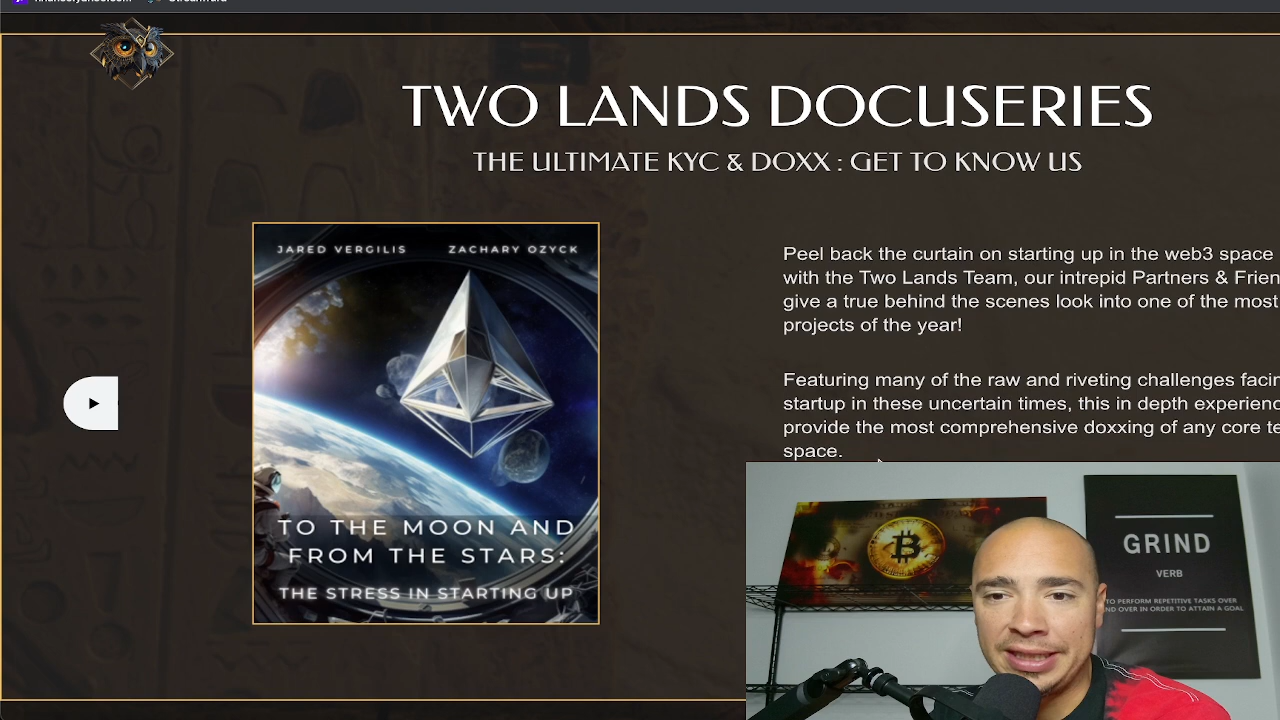 TWO LANDS DOCUSERIES
THE ULTIMATE KYC & DOXX : GET TO KNOW US
JARED VERGILIS ZACHARY OZYCK
TO THE MOON AND
FROM THE STARS:
THE STRESS IN STARTING UP
Peel back the curtain on starting up in the web3 space
with the Two Lands Team, our intrepid Partners &
give a true behind the scenes look into one of the most
projects of the year!
Featuring many of the raw and riveting challenges
startup in these uncertain times, this in depth
provide the most comprehensive doxxing of any core
space.
GRIND
VERB
TO PERFORM REPETITIVE TASKS OVER
AND OVER IN ORDER TO ATTAIN A GOAL